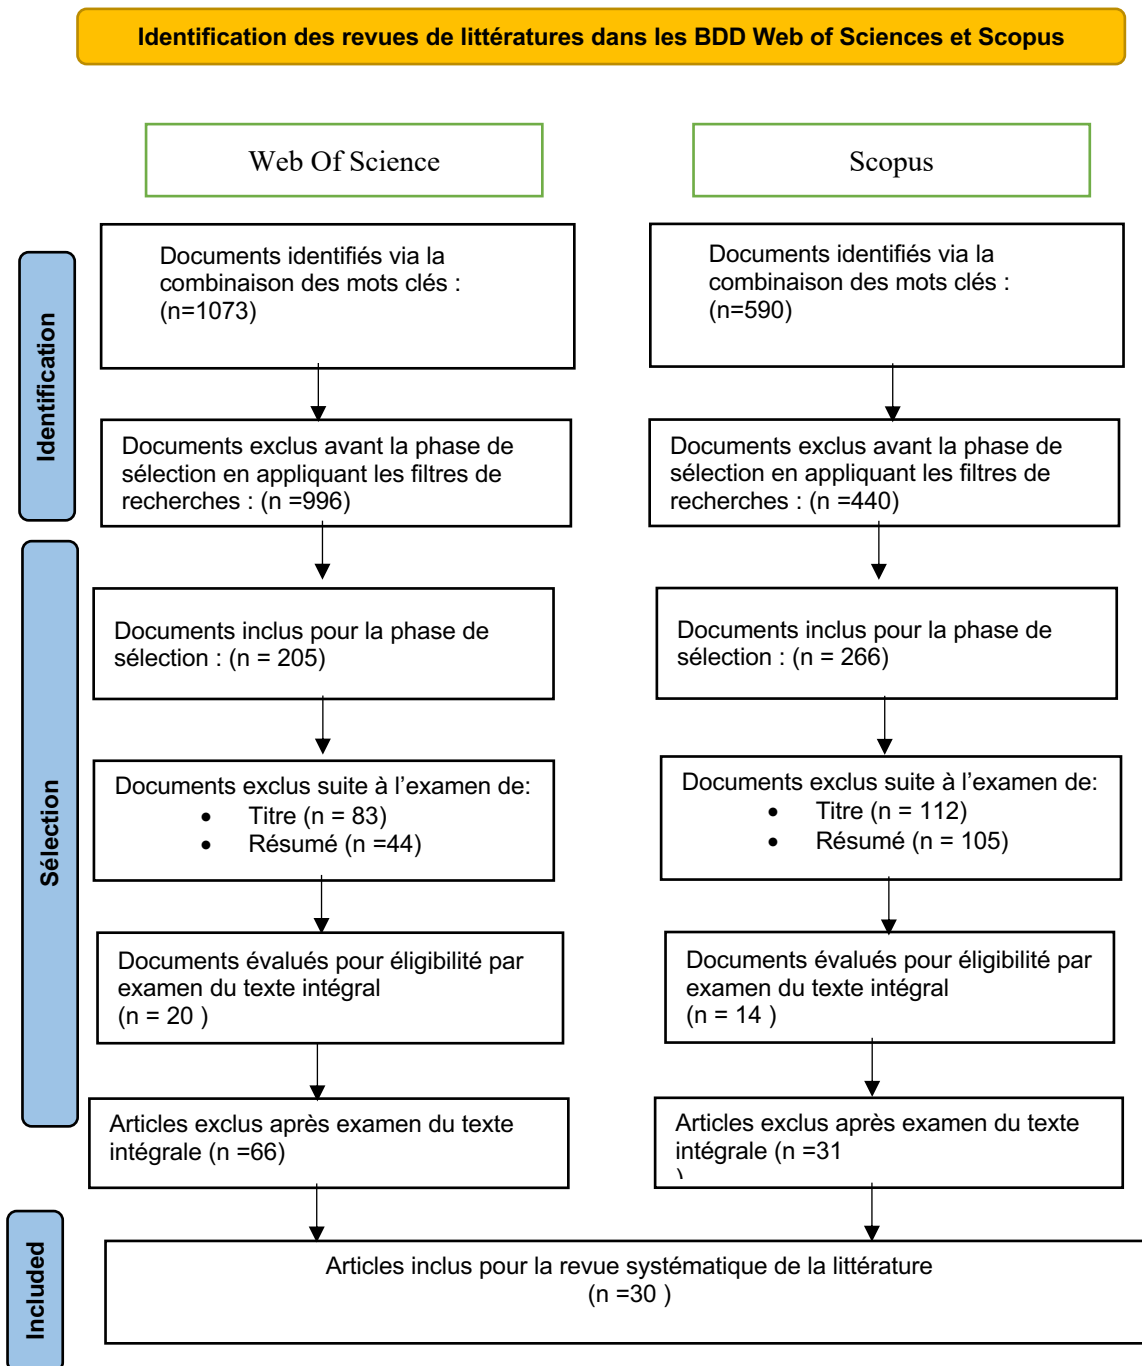 Identification des revues de littératures dans les BDD Web of Sciences et Scopus
Web Of Science
Scopus
Identification
Documents identifiés via la
combinaison des mots clés :
(n=1073)
Documents identifiés via la
combinaison des mots clés :
(n=590)
Documents exclus avant la phase de
sélection en appliquant les filtres de
recherches : (n =996)
Documents exclus avant la phase de
sélection en appliquant les filtres de
recherches : (n =440)
Sélection
Documents inclus pour la phase de
sélection : (n = 205)
Documents inclus pour la phase de
sélection : (n = 266)
Documents exclus suite à l’examen de:
• Titre (n = 83)
• Résumé (n =44)
Documents exclus suite à l’examen de:
• Titre (n = 112)
• Résumé (n = 105)
Documents évalués pour éligibilité par
examen du texte intégral
(n = 20 )
Documents évalués pour éligibilité par
examen du texte intégral
(n = 14 )
Articles exclus après examen du texte
intégrale (n =66)
Articles exclus après examen du texte
intégrale (n =31
)
Included
Articles inclus pour la revue systématique de la littérature
(n =30 )